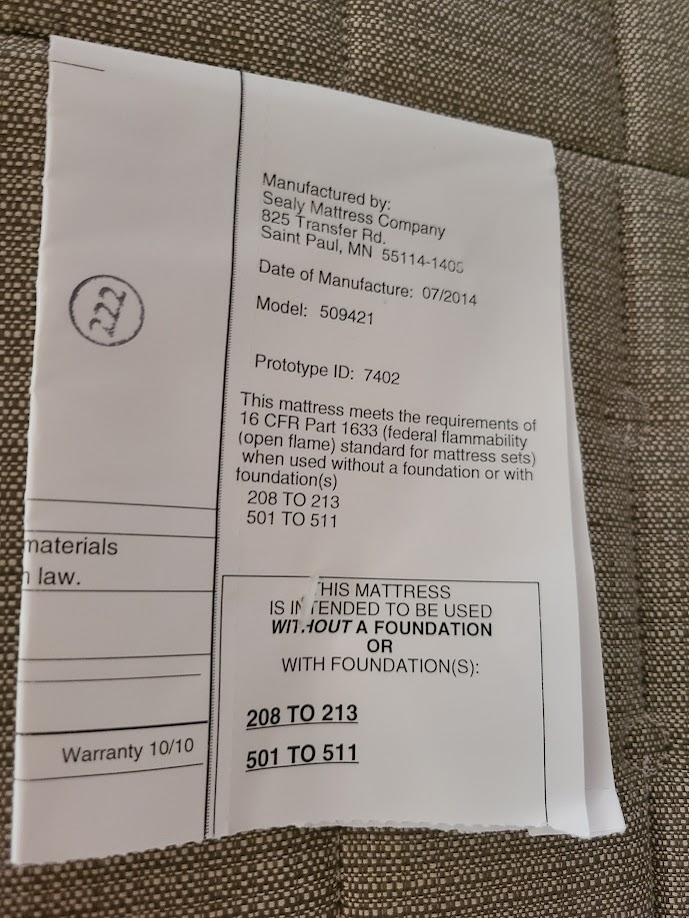 Manufactured by:
Sealy Mattress Company
825 Transfer Rd.
Saint Paul, MN 55114-1405
Date of Manufacture: 07/2014
Model: 509421
222
Prototype ID: 7402
This mattress meets the requirements of
16 CFR Part 1633 (federal flammability
(open flame) standard for mattress sets)
when used without a foundation or with
foundation(s)
208 TO 213
501 TO 511
materials
law.
THIS MATTRESS
IS INTENDED TO BE USED
WITHOUT A FOUNDATION
OR
WITH FOUNDATION(S):
208 TO 213
501 TO 511
Warranty 10/10